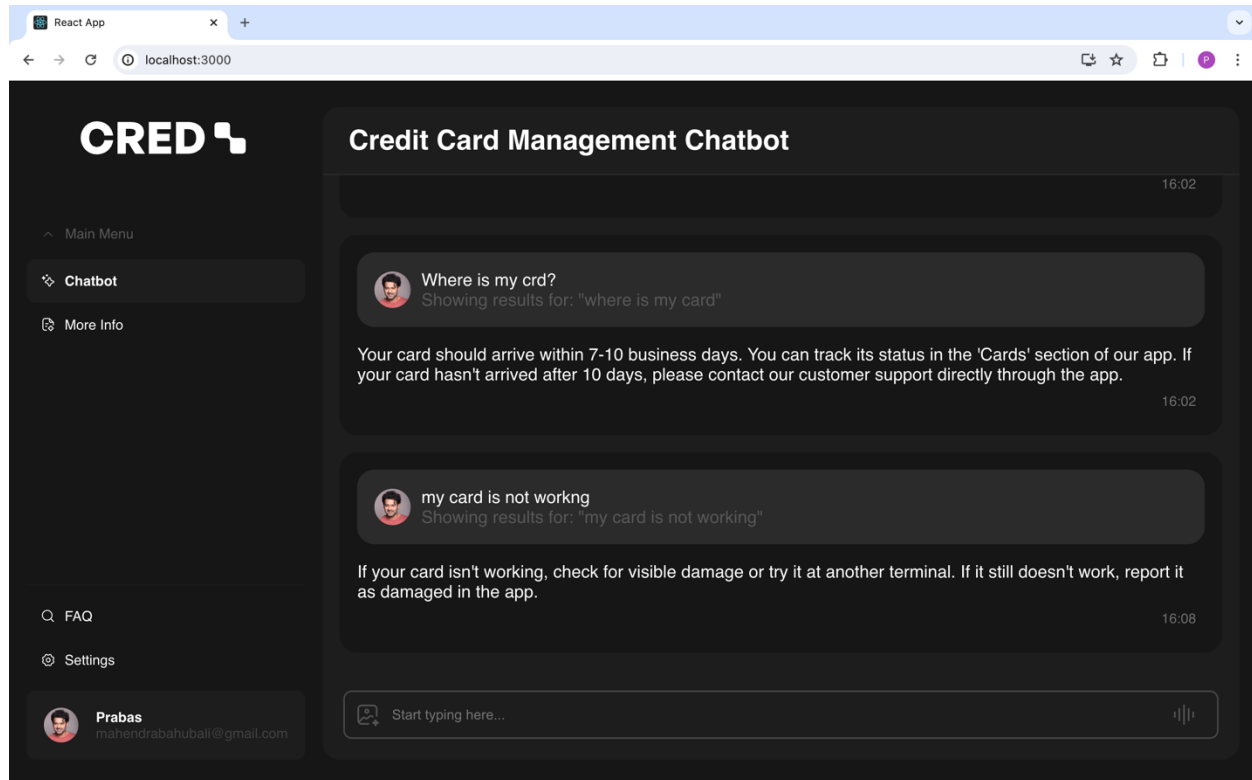 React App
localhost:3000
P
CRED
Credit Card Management Chatbot
16:02
Main Menu
Chatbot
More Info
Where is my crd?
Showing results for: "where is my card"
Your card should arrive within 7-10 business days. You can track its status in the 'Cards' section of our app. If
your card hasn't arrived after 10 days, please contact our customer support directly through the app.
16:02
my card is not workng
Showing results for: "my card is not working"
If your card isn't working, check for visible damage or try it at another terminal. If it still doesn't work, report it
as damaged in the app.
16:08
FAQ
Settings
Prabas
mahendrabahubali@gmail.com
Start typing here...